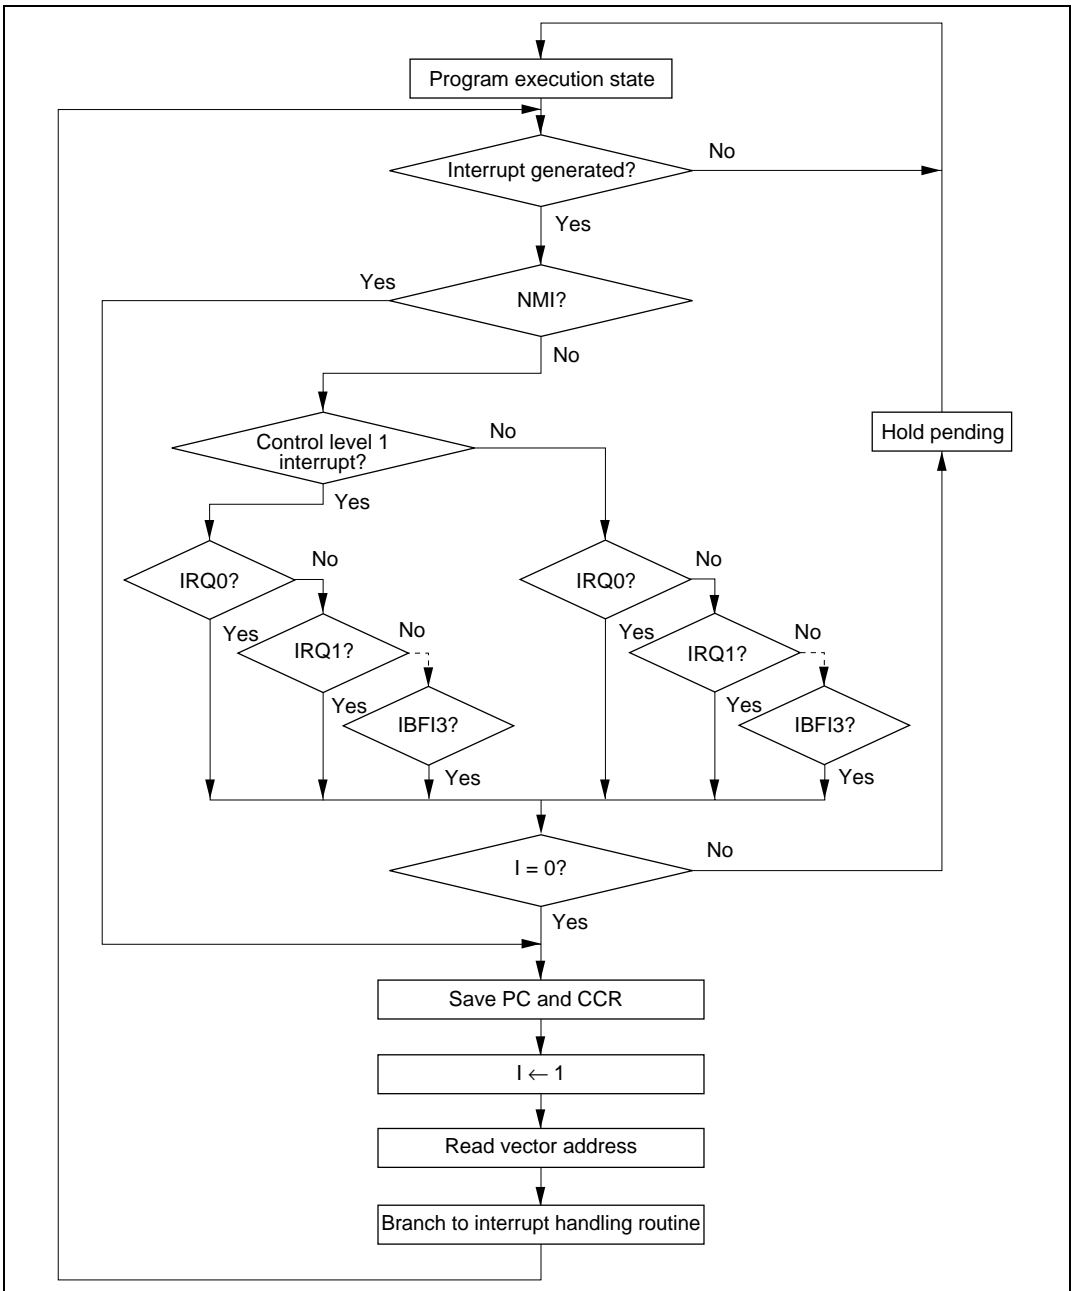 Program execution state
Interrupt generated?
No
Yes
Yes
NMI?
No
Hold pending
Control level 1
interrupt?
No
Yes
IRQ0?
No
Yes
IRQ1?
No
Yes
IBFI3?
Yes
IRQ0?
No
Yes
IRQ1?
No
Yes
IBFI3?
Yes
I = 0?
No
Yes
Save PC and CCR
I ← 1
Read vector address
Branch to interrupt handling routine